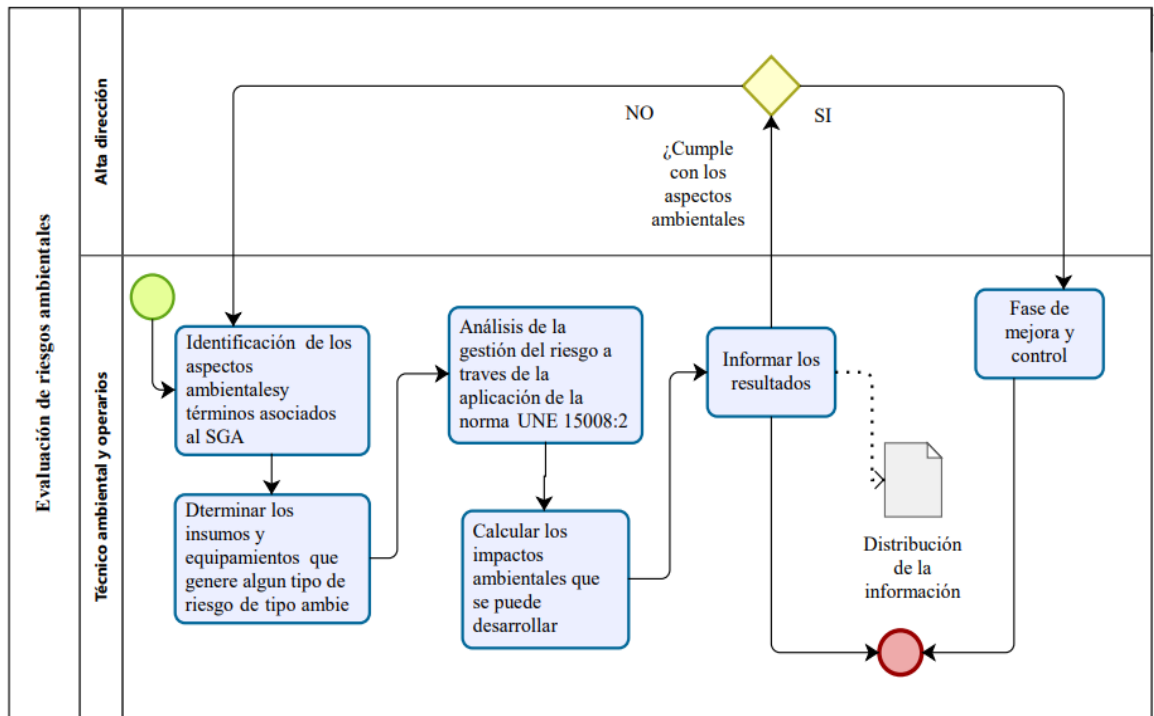 Evaluación de riesgos ambientales
Alta dirección
NO
SI
¿Cumple
con los
aspectos
ambientales
Técnico ambiental y operarios
Identificación de los
aspectos
ambientalesy
términos asociados
al SGA
Dterminar los
insumos y
equipamientos que
genere algun tipo de
riesgo de tipo ambie
Análisis de la
gestión del riesgo a
traves de la
aplicación de la
norma UNE 15008:2
Calcular los
impactos
ambientales que
se puede
desarrollar
Informar los
resultados
Distribución
de la
información
Fase de
mejora y
control